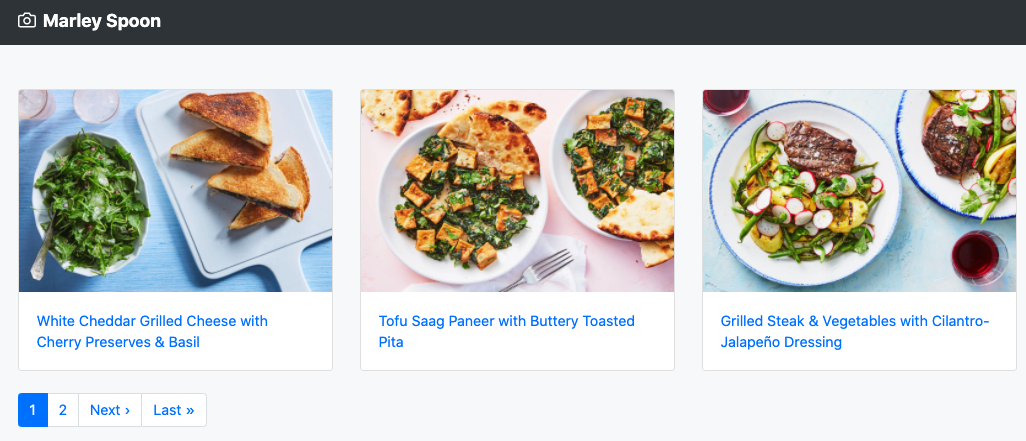 Marley Spoon
White Cheddar Grilled Cheese with
Cherry Preserves & Basil
Tofu Saag Paneer with Buttery Toasted
Pita
Grilled Steak & Vegetables with Cilantro-
Jalapeño Dressing
1 2 Next › Last »